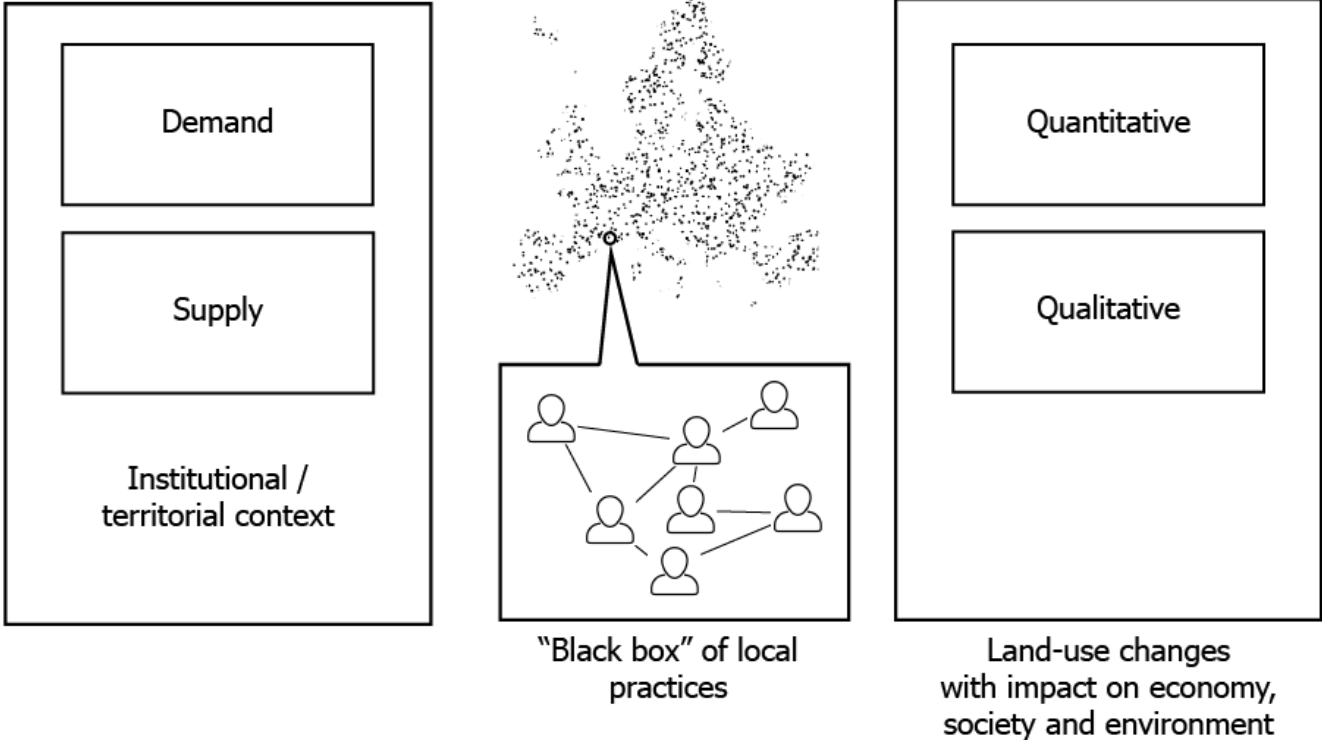 Demand
Supply
Institutional /
territorial context
“Black box” of local
practices
Quantitative
Qualitative
Land-use changes
with impact on economy,
society and environment